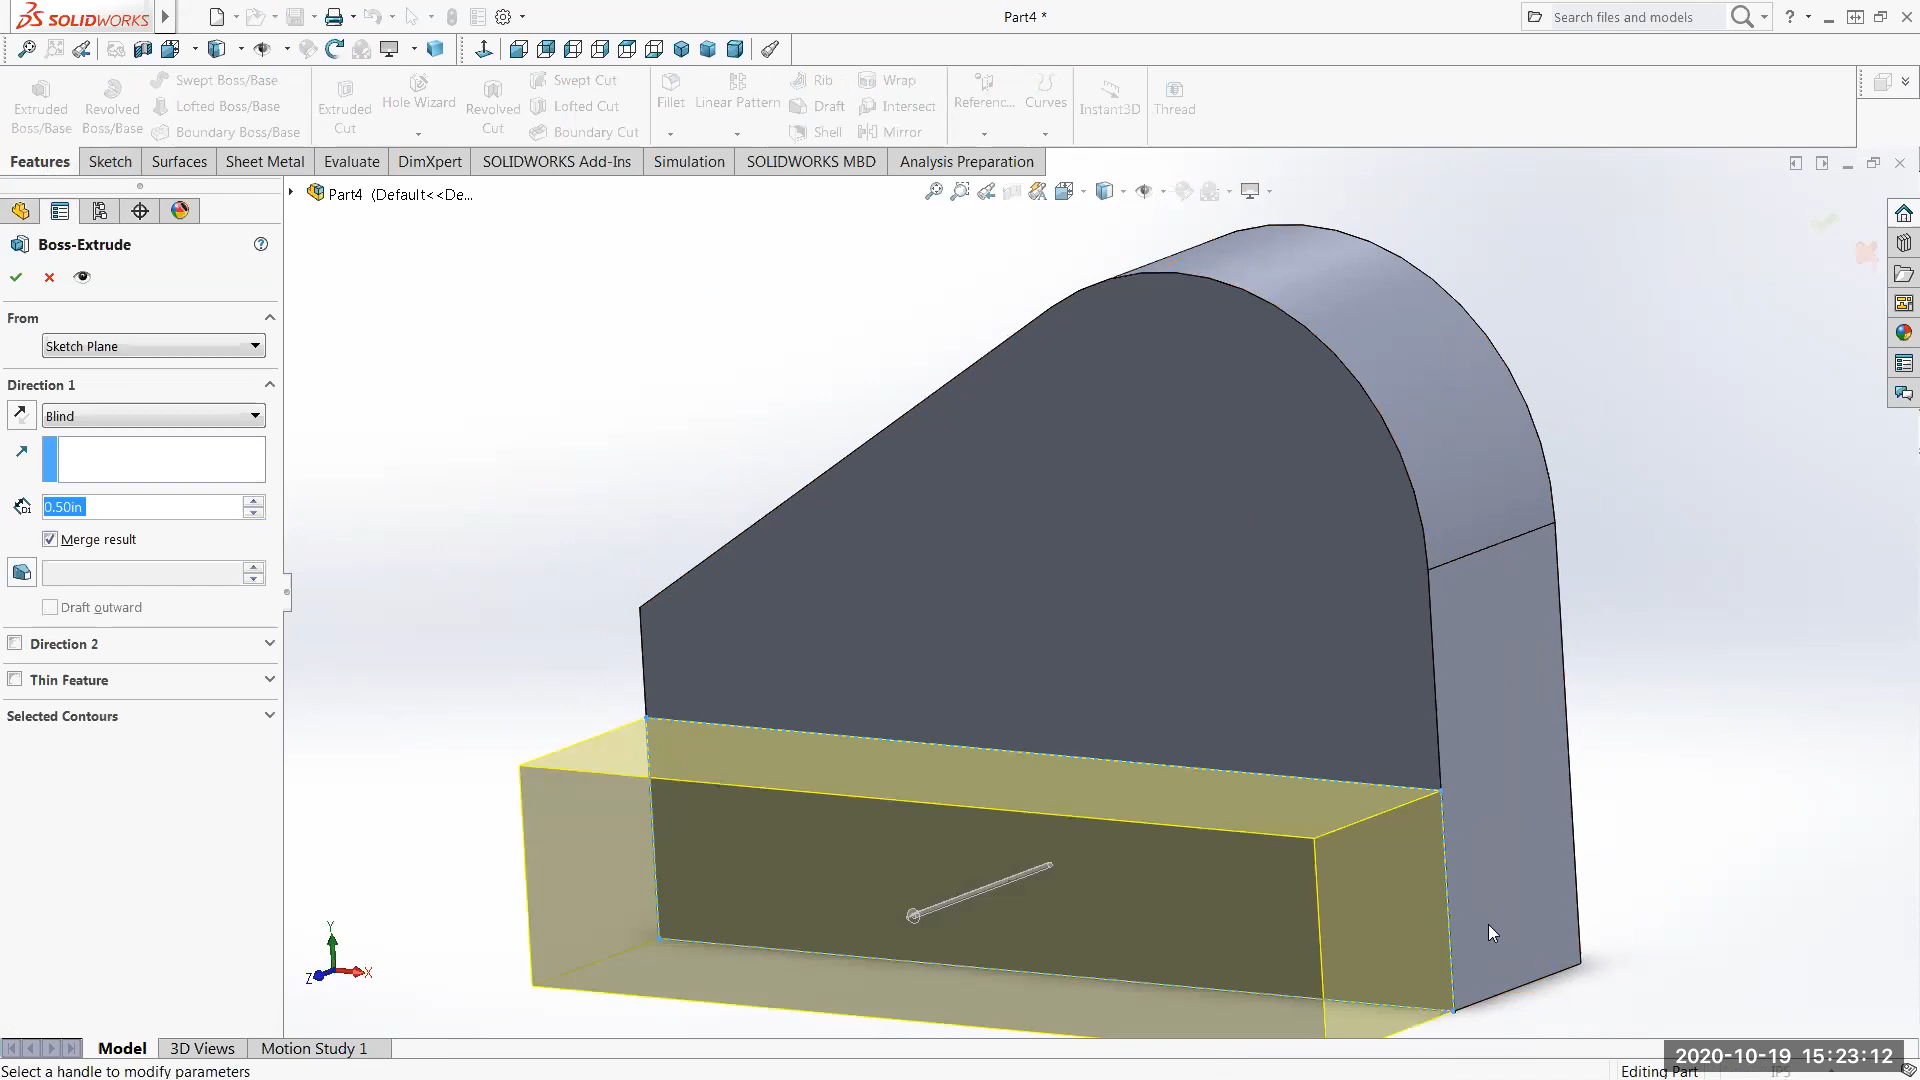 SOLIDWORKS
Part4 *
Search files and models
Extruded Boss/Base
Revolved Boss/Base
Swept Boss/Base
Lofted Boss/Base
Boundary Boss/Base
Extruded Cut
Hole Wizard
Revolved Cut
Swept Cut
Lofted Cut
Boundary Cut
Fillet
Linear Pattern
Rib
Draft
Shell
Wrap
Intersect
Mirror
Referenc...
Curves
Instant3D
Thread
Features
Sketch
Surfaces
Sheet Metal
Evaluate
DimXpert
SOLIDWORKS Add-Ins
Simulation
SOLIDWORKS MBD
Analysis Preparation
Part4 (Default<<De...
Boss-Extrude
From
Sketch Plane
Direction 1
Blind
D1
0.50in
Merge result
Draft outward
Direction 2
Thin Feature
Selected Contours
Y
Z
X
Model
3D Views
Motion Study 1
2020-10-19 15:23:12
Select a handle to modify parameters
Editing Part
IPS